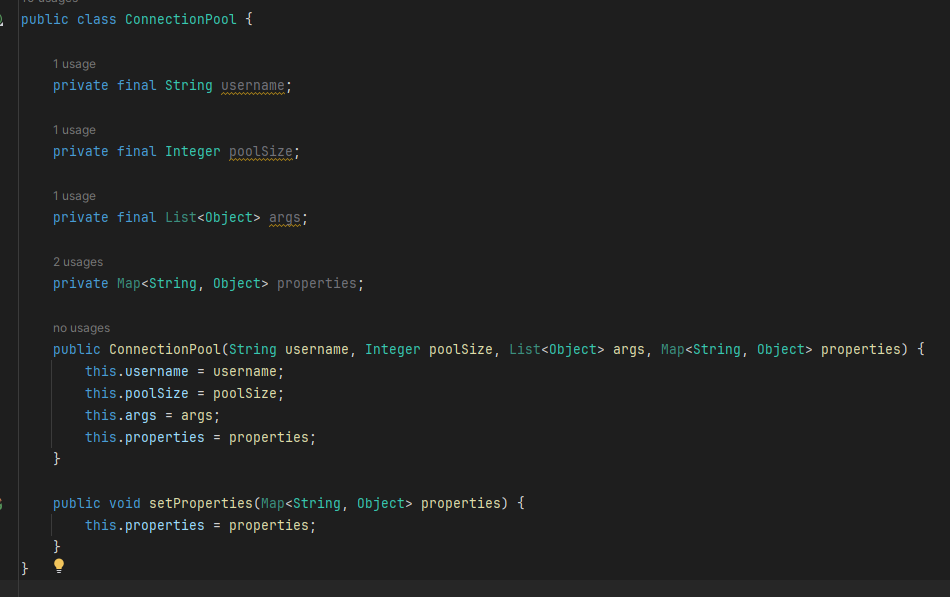 usages
public class ConnectionPool {
1 usage
private final String username;
1 usage
private final Integer poolSize;
1 usage
private final List<Object> args;
2 usages
private Map<String, Object> properties;
no usages
public ConnectionPool(String username, Integer poolSize, List<Object> args, Map<String, Object> properties) {
this.username = username;
this.poolSize = poolSize;
this.args = args;
this.properties = properties;
}
public void setProperties(Map<String, Object> properties) {
this.properties = properties;
}
}